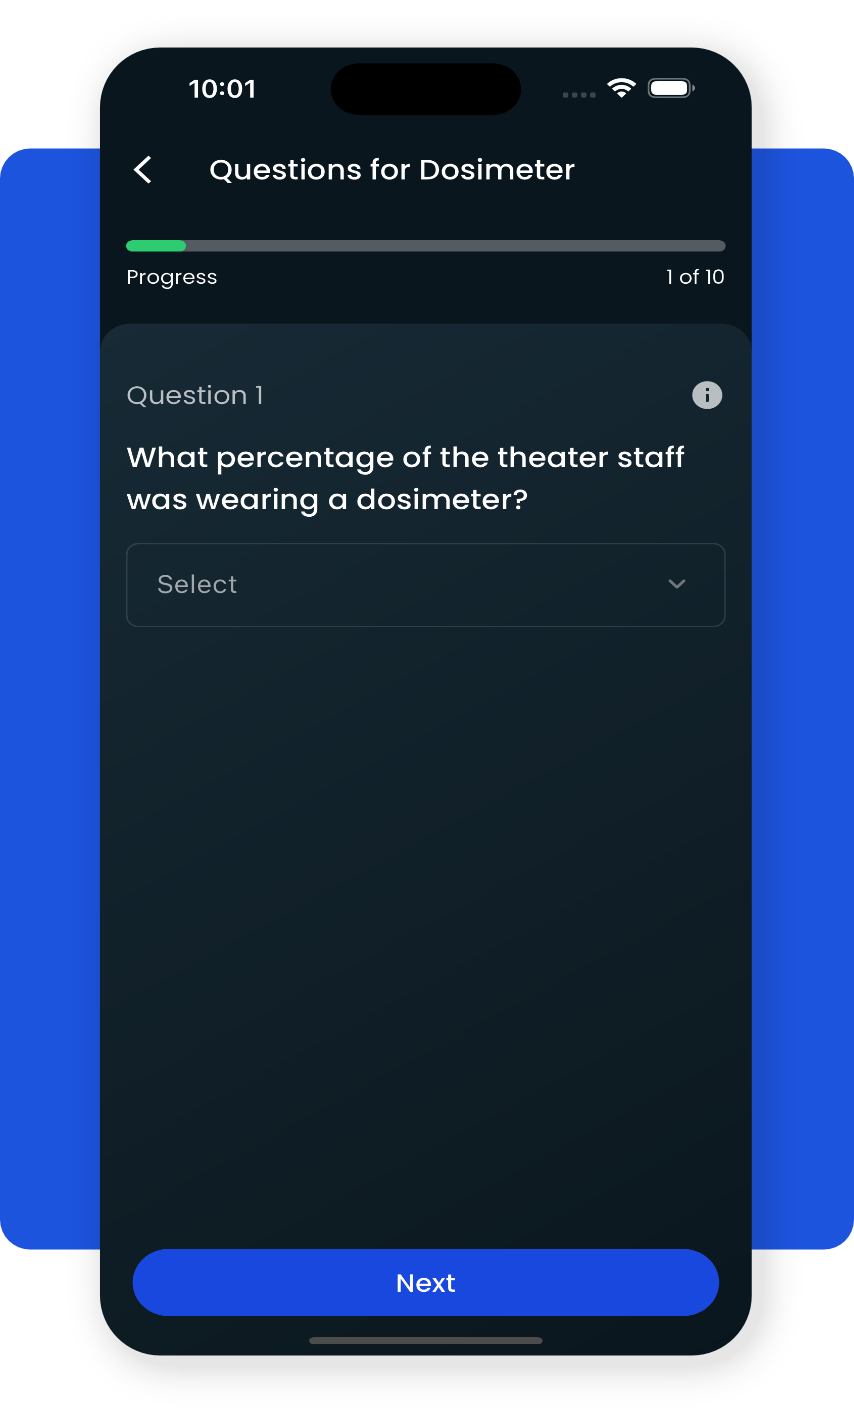 10:01
Questions for Dosimeter
Progress
1 of 10
Question 1
What percentage of the theater staff
was wearing a dosimeter?
Select
Next